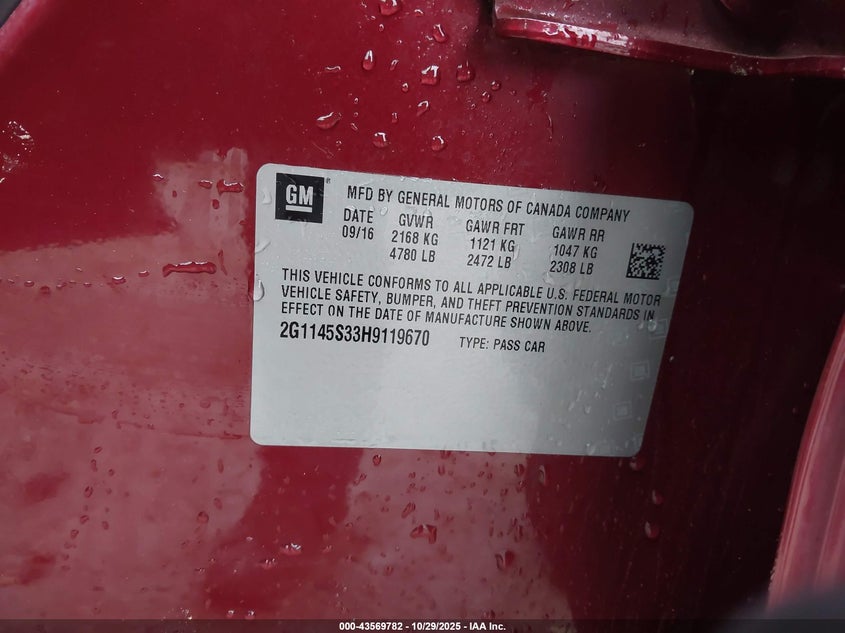 GM
MFD BY GENERAL MOTORS OF CANADA COMPANY
DATE GVWR GAWR FRT GAWR RR
09/16 2168 KG 1121 KG 1047 KG
4780 LB 2472 LB 2308 LB
THIS VEHICLE CONFORMS TO ALL APPLICABLE U.S. FEDERAL MOTOR
VEHICLE SAFETY, BUMPER, AND THEFT PREVENTION STANDARDS IN
EFFECT ON THE DATE OF MANUFACTURE SHOWN ABOVE.
2G1145S33H9119670 TYPE: PASS CAR
000-43569782 - 10/29/2025 - IAA Inc.